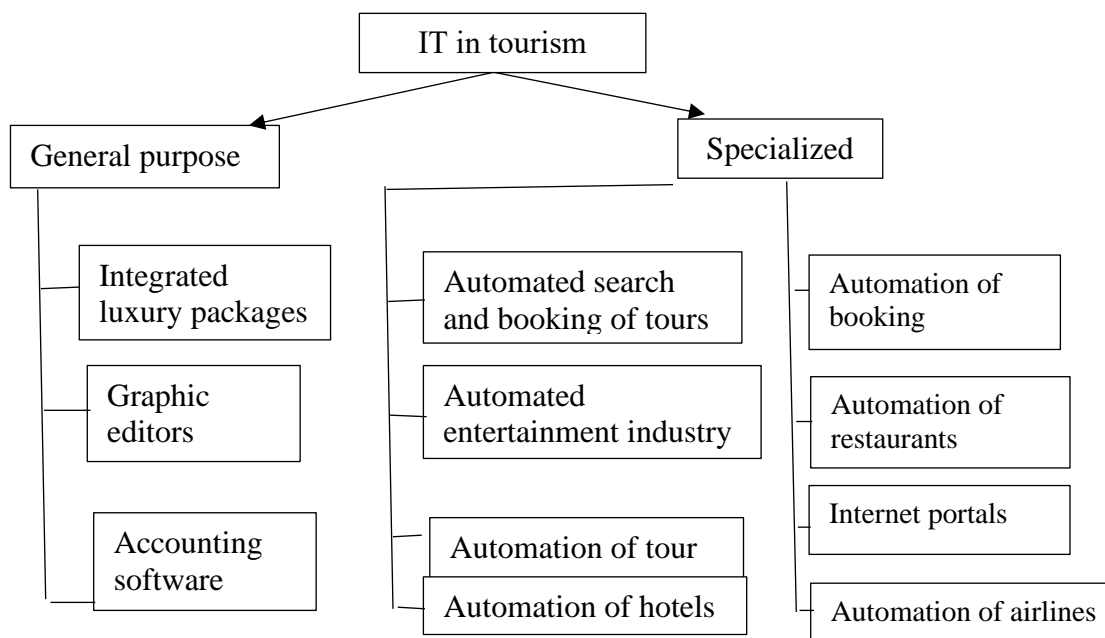 IT in tourism
General purpose
Specialized
Integrated
luxury packages
Graphic
editors
Accounting
software
Automated search
and booking of tours
Automated
entertainment industry
Automation of tour
Automation of hotels
Automation of
booking
Automation of
restaurants
Internet portals
Automation of airlines